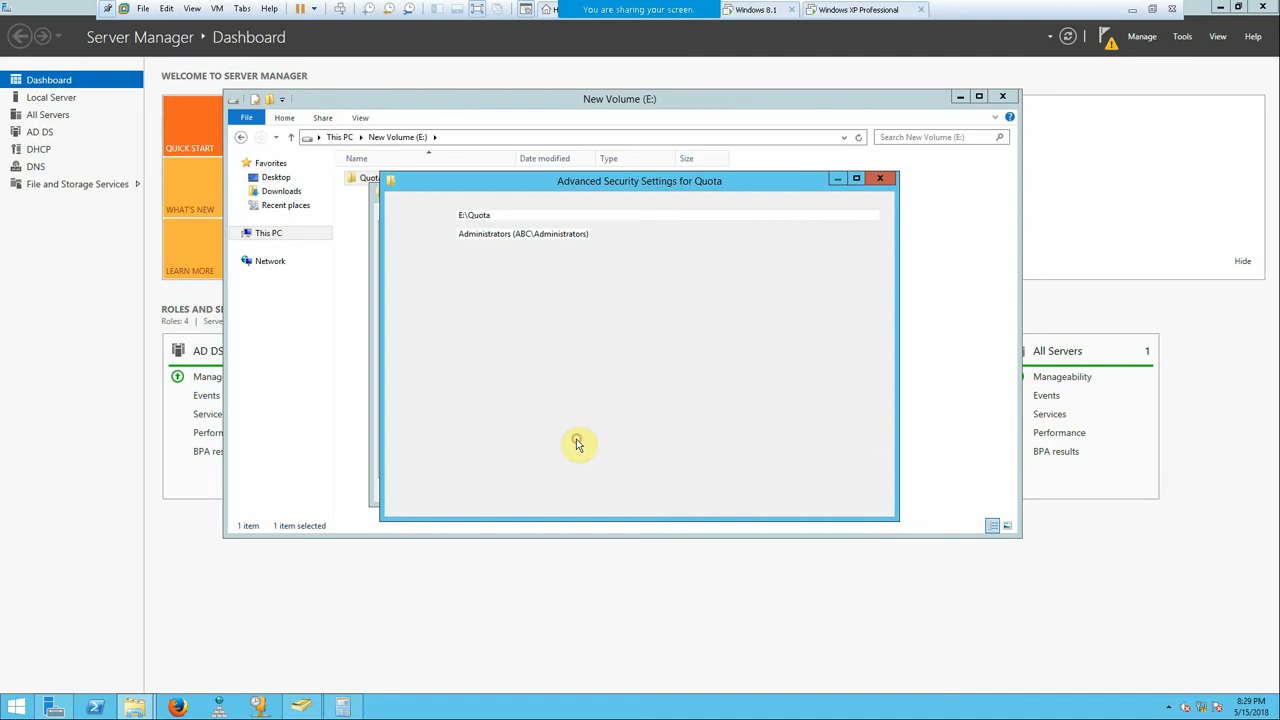 File Edit View VM Tabs Help
You are sharing your screen.
Windows 8.1
Windows XP Professional
Server Manager • Dashboard
Manage Tools View Help
Dashboard
Local Server
All Servers
AD DS
DHCP
DNS
File and Storage Services
WELCOME TO SERVER MANAGER
QUICK START
WHAT'S NEW
LEARN MORE
Hide
New Volume (E:)
File Home Share View
This PC New Volume (E:)
Search New Volume (E:)
Favorites
Desktop
Downloads
Recent places
This PC
Network
Name Date modified Type Size
Quota
Advanced Security Settings for Quota
E:\Quota
Administrators (ABC\Administrators)
1 item 1 item selected
ROLES AND SE
Roles: 4 | Serve
AD DS
Manag
Events
Service
Perforn
BPA res
All Servers 1
Manageability
Events
Services
Performance
BPA results
8:29 PM
5/15/2018